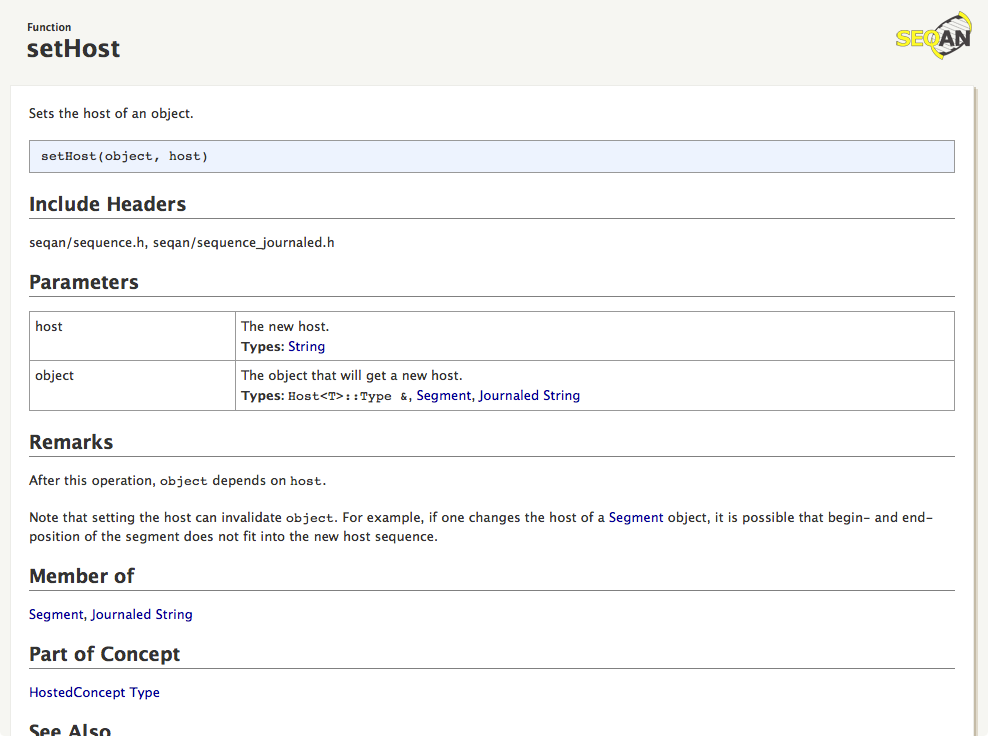 Function
setHost
SEQAN
Sets the host of an object.
setHost(object, host)
Include Headers
seqan/sequence.h, seqan/sequence_journaled.h
Parameters
host
The new host.
Types: String
object
The object that will get a new host.
Types: Host<T>::Type &, Segment, Journaled String
Remarks
After this operation, object depends on host.
Note that setting the host can invalidate object. For example, if one changes the host of a Segment object, it is possible that begin- and end-
position of the segment does not fit into the new host sequence.
Member of
Segment, Journaled String
Part of Concept
HostedConcept Type
See Also